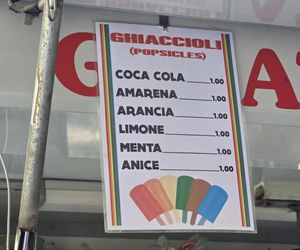 GHIACCIOLI
(POPSICLES)
COCA COLA 1.00
AMARENA 1.00
ARANCIA 1.00
LIMONE 1.00
MENTA 1.00
ANICE 1.00
G
A